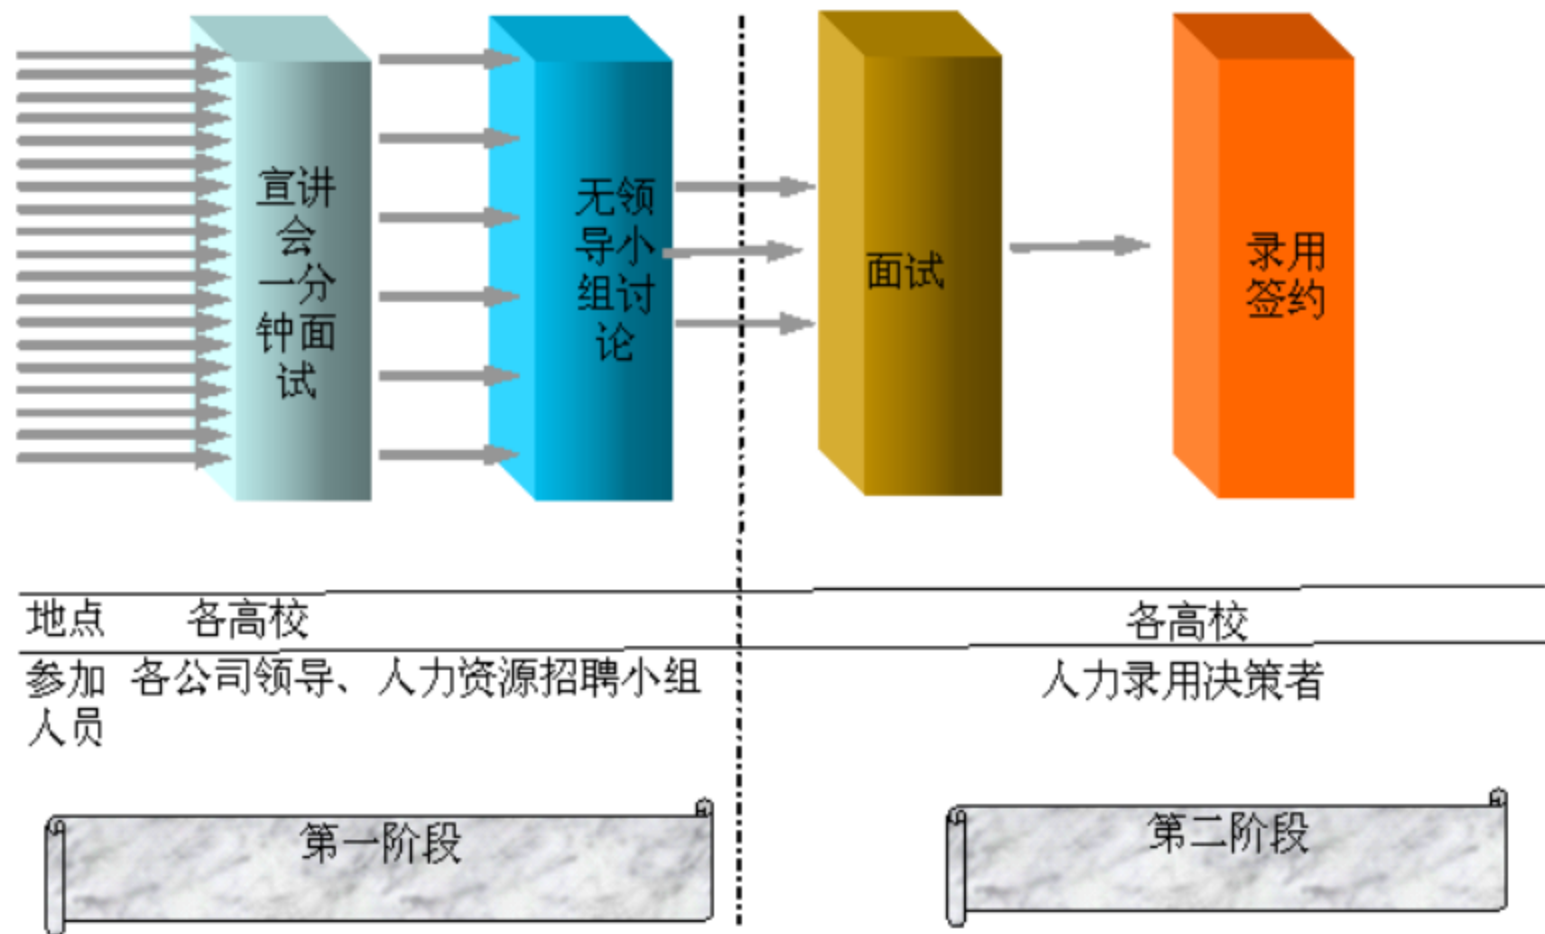 宣讲
会
一分
钟面
试
无领
导小
组讨
论
面试
录用
签约
地点
各高校
各高校
参加
人员
各公司领导、人力资源招聘小组
人力录用决策者
第一阶段
第二阶段